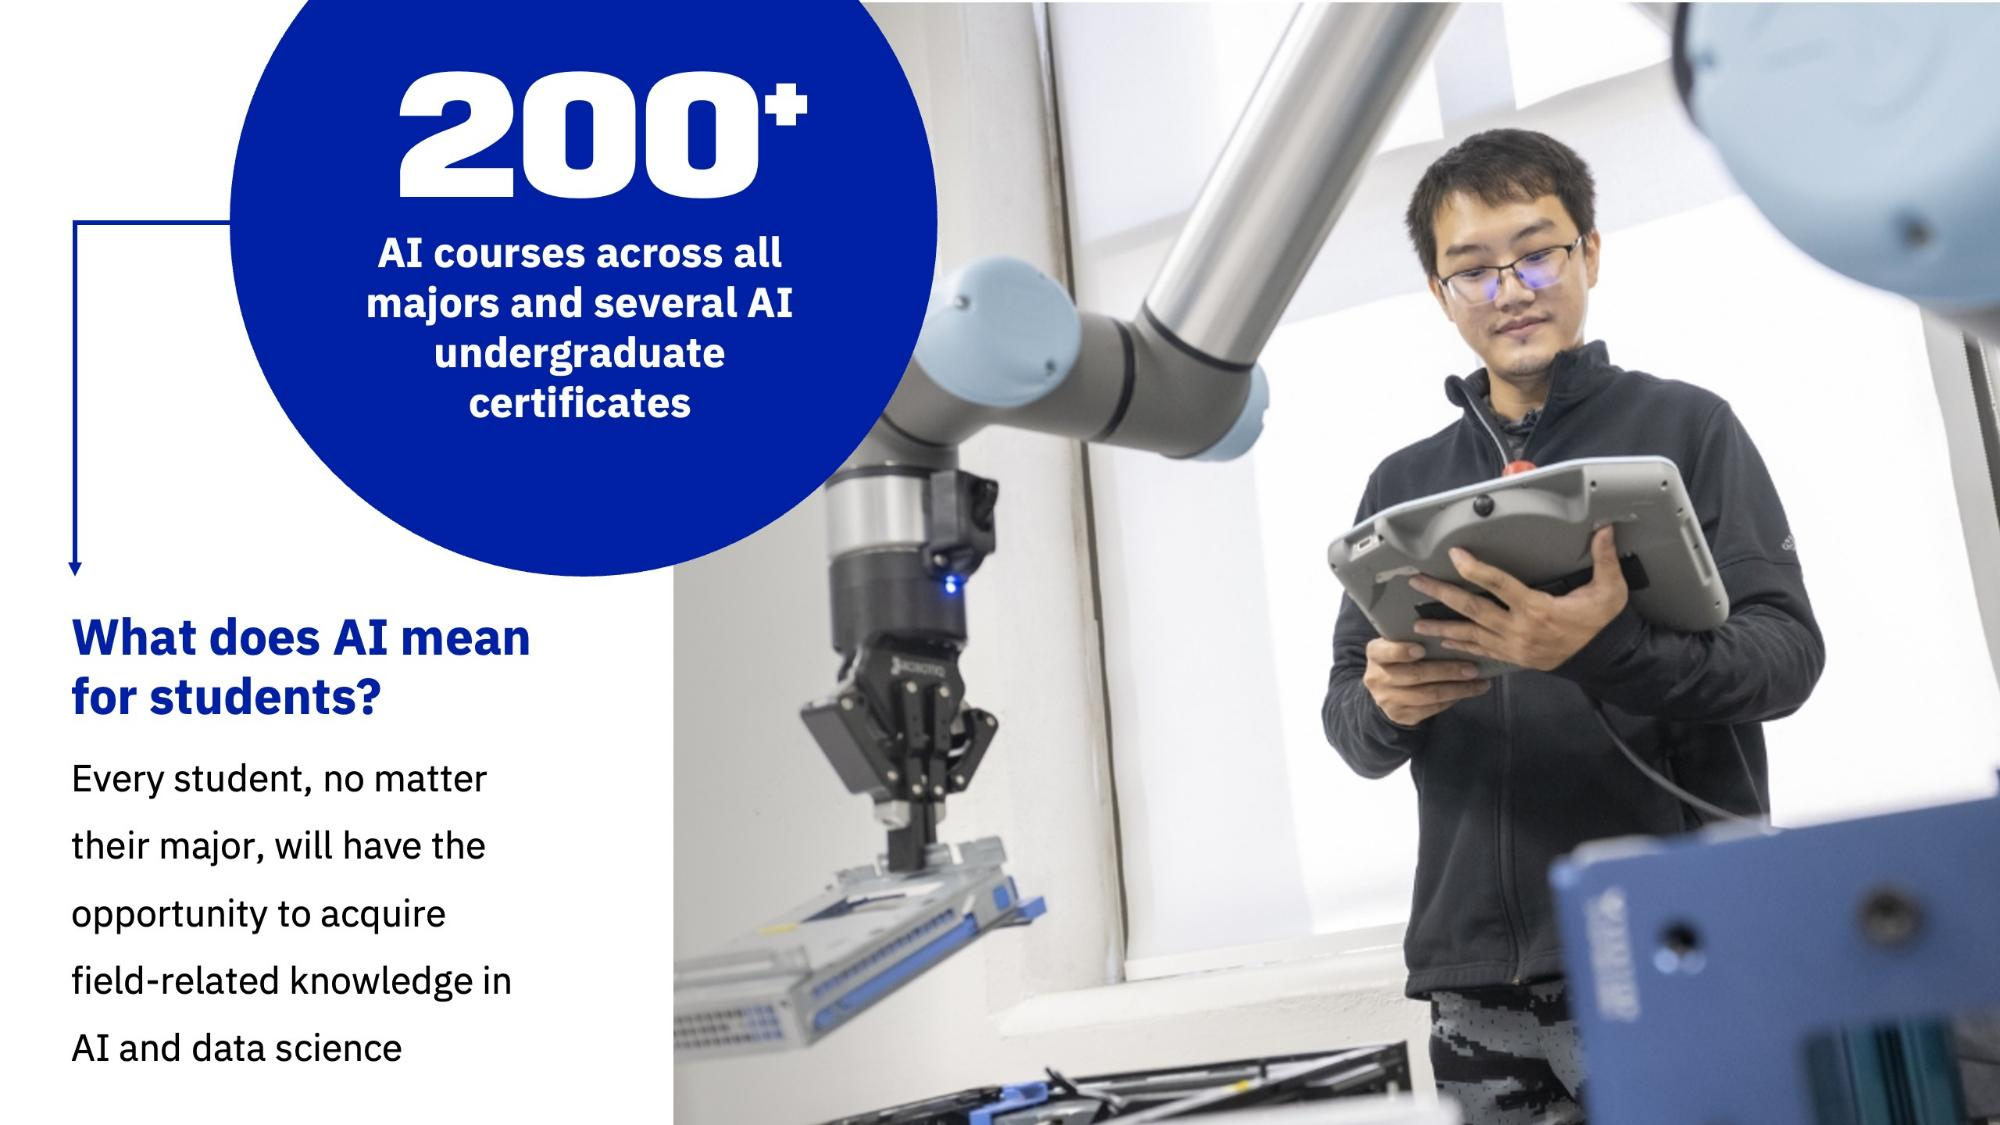 200+
AI courses across all
majors and several AI
undergraduate
certificates
What does AI mean
for students?
Every student, no matter
their major, will have the
opportunity to acquire
field-related knowledge in
AI and data science
ROBOTIQ